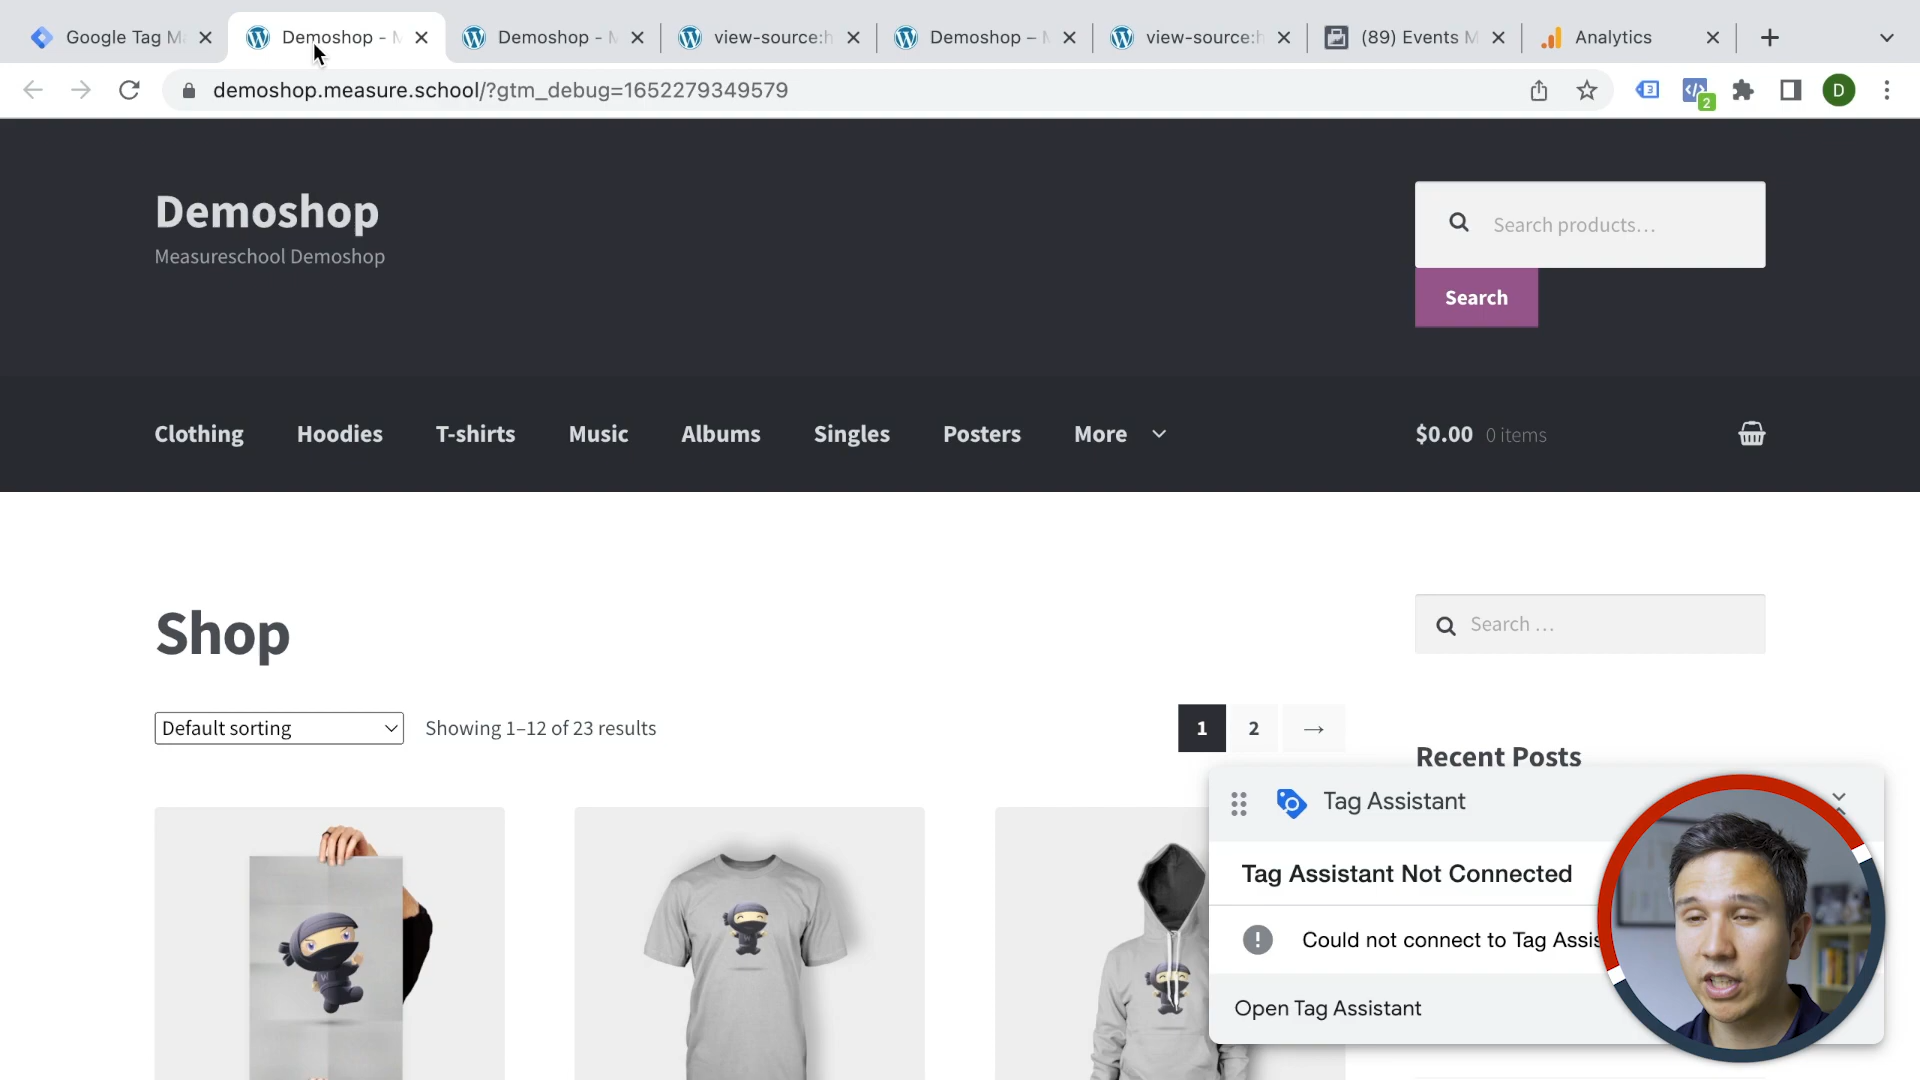 Google Tag Ma
Demoshop - M
Demoshop - M
view-source:h
Demoshop – M
view-source:h
(89) Events M
Analytics
demoshop.measure.school/?gtm_debug=1652279349579
3
2
D
Demoshop
Measureschool Demoshop
Search products…
Search
Clothing
Hoodies
T-shirts
Music
Albums
Singles
Posters
More
$0.00 0 items
Shop
Search …
Default sorting
Showing 1–12 of 23 results
1
2
→
Recent Posts
Tag Assistant
Tag Assistant Not Connected
Could not connect to Tag Assis
Open Tag Assistant